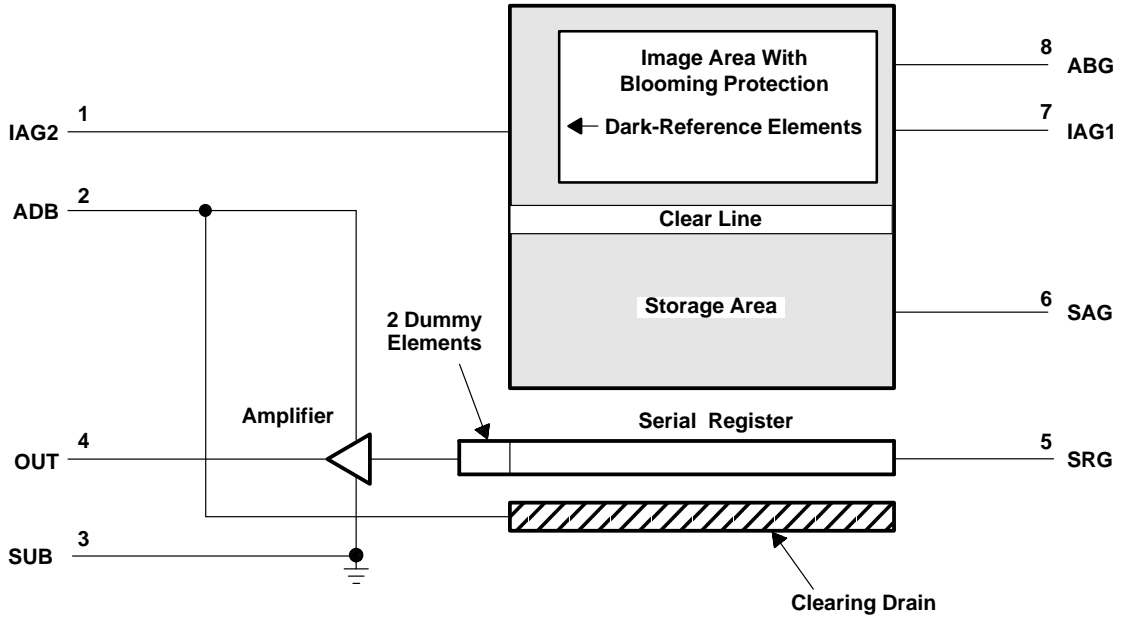 Image Area With
Blooming Protection
Dark-Reference Elements
8
ABG
7
IAG1
1
IAG2
2
ADB
Clear Line
Storage Area
6
SAG
2 Dummy
Elements
Amplifier
Serial Register
4
OUT
5
SRG
3
SUB
Clearing Drain